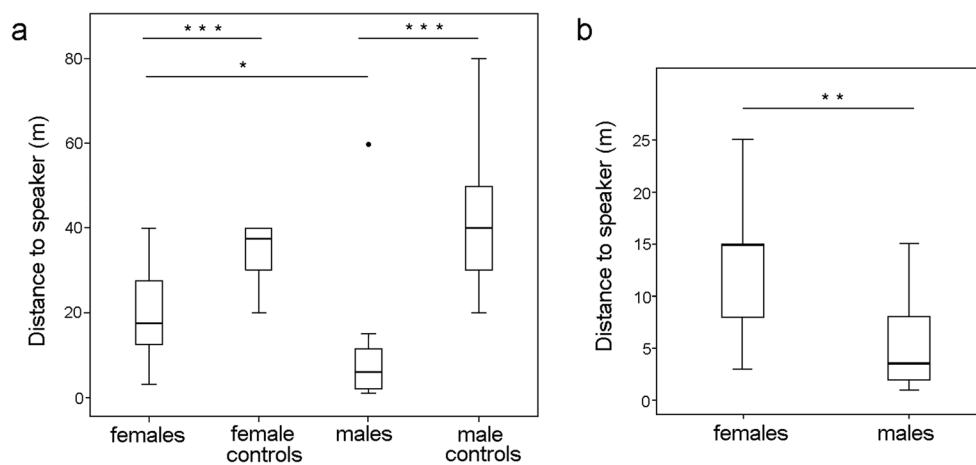 a
* * *
* * *
*
80
60
40
20
0
Distance to speaker (m)
females
female
controls
males
male
controls
b
* *
25
20
15
10
5
0
Distance to speaker (m)
females
males